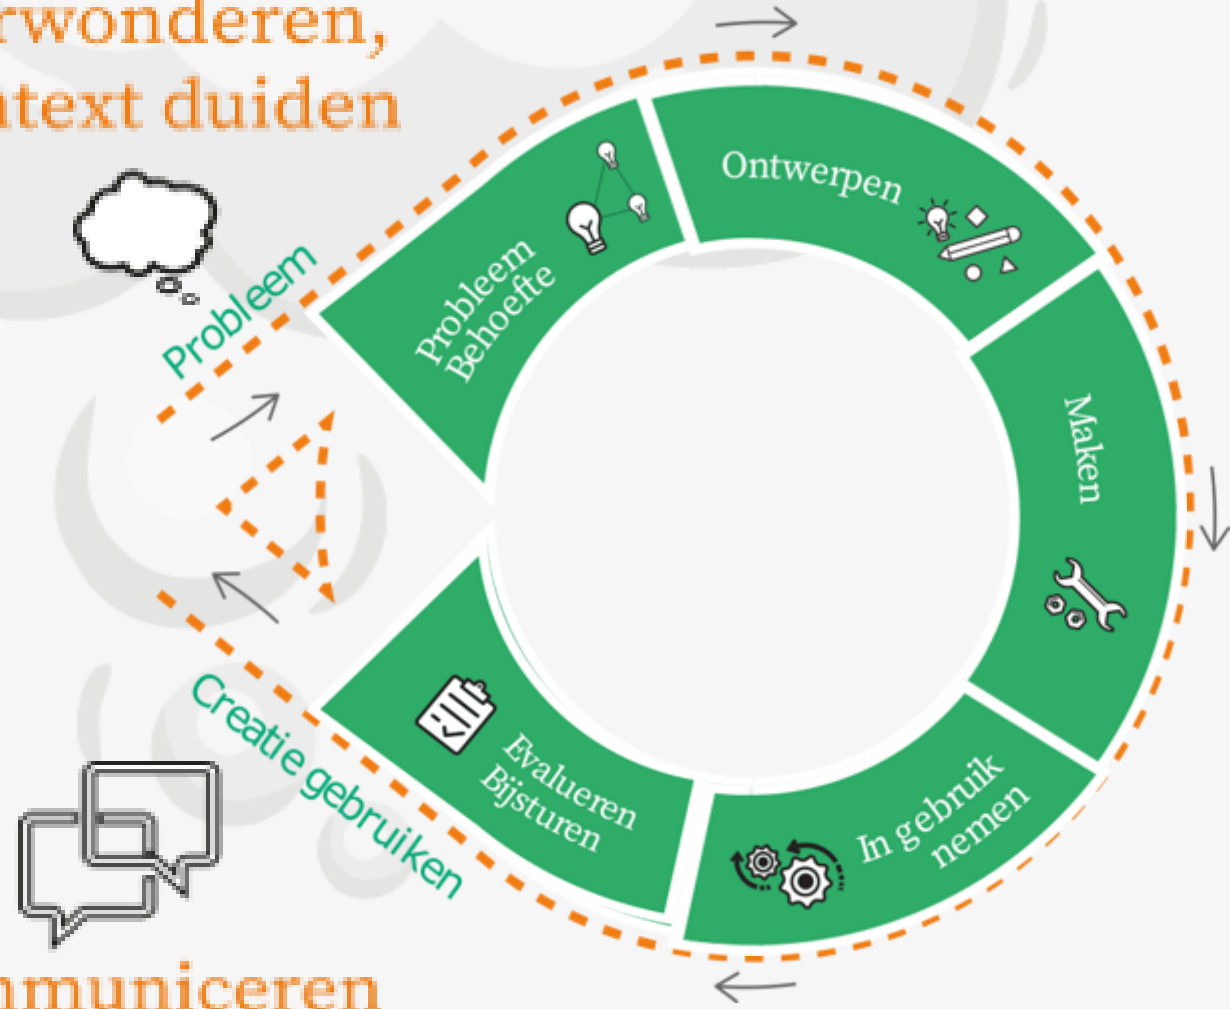 rwonderen,
ntext duiden
Probleem
Probleem
Behoefte
Ontwerpen
Maken
In gebruik
nemen
Evalueren
Bijsturen
Creatie gebruiken
mmuniceren